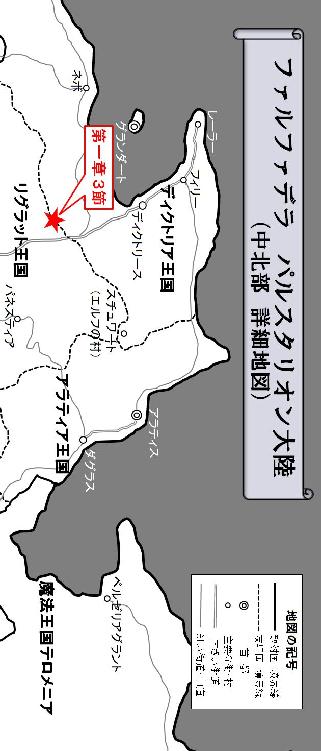 ファルファデラ パルスタリオン大陸
(中北部 詳細地図)
レーラー
フィリー
グランダート
ネポ
第一章3節
ディクトリア王国
ディクトリース
リグラット王国
スチュワート
(エルフの村)
パネスティア
アラティア王国
アラティス
ダグラス
ベルゼリアグラント
魔法王国テロメニア
地図の記号
首都